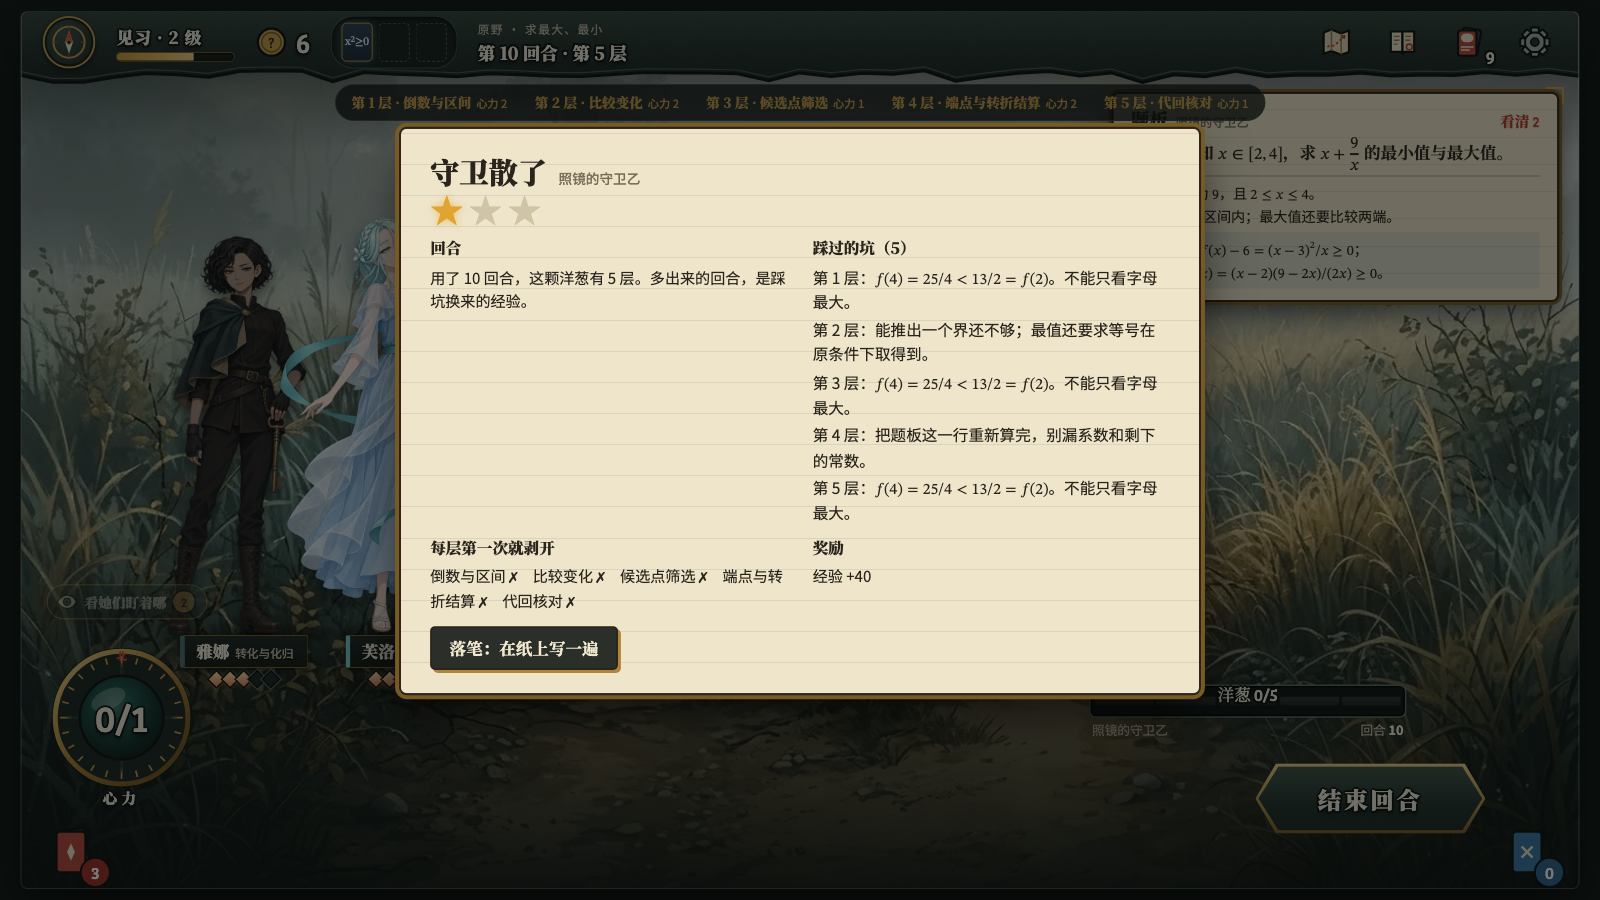 见习 · 2 级
6
x²≥0
原野 · 求最大、最小
第 10 回合 · 第 5 层
9
第 1 层 · 倒数与区间 心力 2
第 2 层 · 比较变化 心力 2
第 3 层 · 候选点筛选 心力 1
第 4 层 · 端点与转折结算 心力 2
第 5 层 · 代回核对 心力 1
的守卫乙
看清 2
x ∈ [2, 4]，求 x + 9/x 的最小值与最大值。
9，且 2 ≤ x ≤ 4。
区间内；最大值还要比较两端。
f(x) − 6 = (x − 3)²/x ≥ 0；
) = (x − 2)(9 − 2x)/(2x) ≥ 0。
守卫散了 照镜的守卫乙
回合
用了 10 回合，这颗洋葱有 5 层。多出来的回合，是踩
坑换来的经验。
踩过的坑（5）
第 1 层：f(4) = 25/4 < 13/2 = f(2)。不能只看字母
最大。
第 2 层：能推出一个界还不够；最值还要求等号在
原条件下取得到。
第 3 层：f(4) = 25/4 < 13/2 = f(2)。不能只看字母
最大。
第 4 层：把题板这一行重新算完，别漏系数和剩下
的常数。
第 5 层：f(4) = 25/4 < 13/2 = f(2)。不能只看字母
最大。
每层第一次就剥开
倒数与区间✗ 比较变化✗ 候选点筛选✗ 端点与转
折结算✗ 代回核对✗
奖励
经验 +40
落笔：在纸上写一遍
看她们盯着哪 2
雅娜 转化与化归
芙洛
0/1
心力
3
洋葱 0/5
照镜的守卫乙
回合 10
结束回合
0